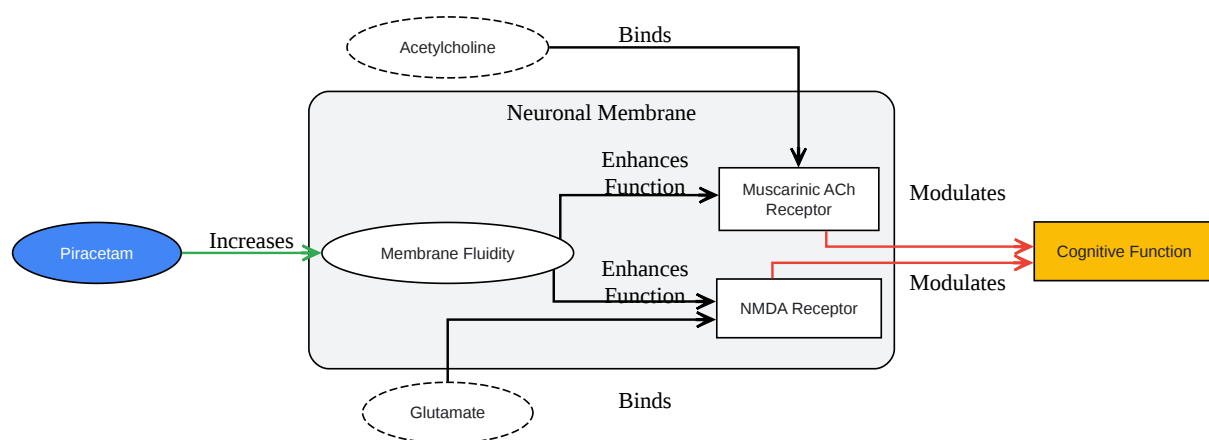 Acetylcholine
Binds
Neuronal Membrane
Enhances
Function
Muscarinic ACh
Receptor
Modulates
Piracetam
Increases
Membrane Fluidity
Cognitive Function
Enhances
Function
Modulates
NMDA Receptor
Glutamate
Binds